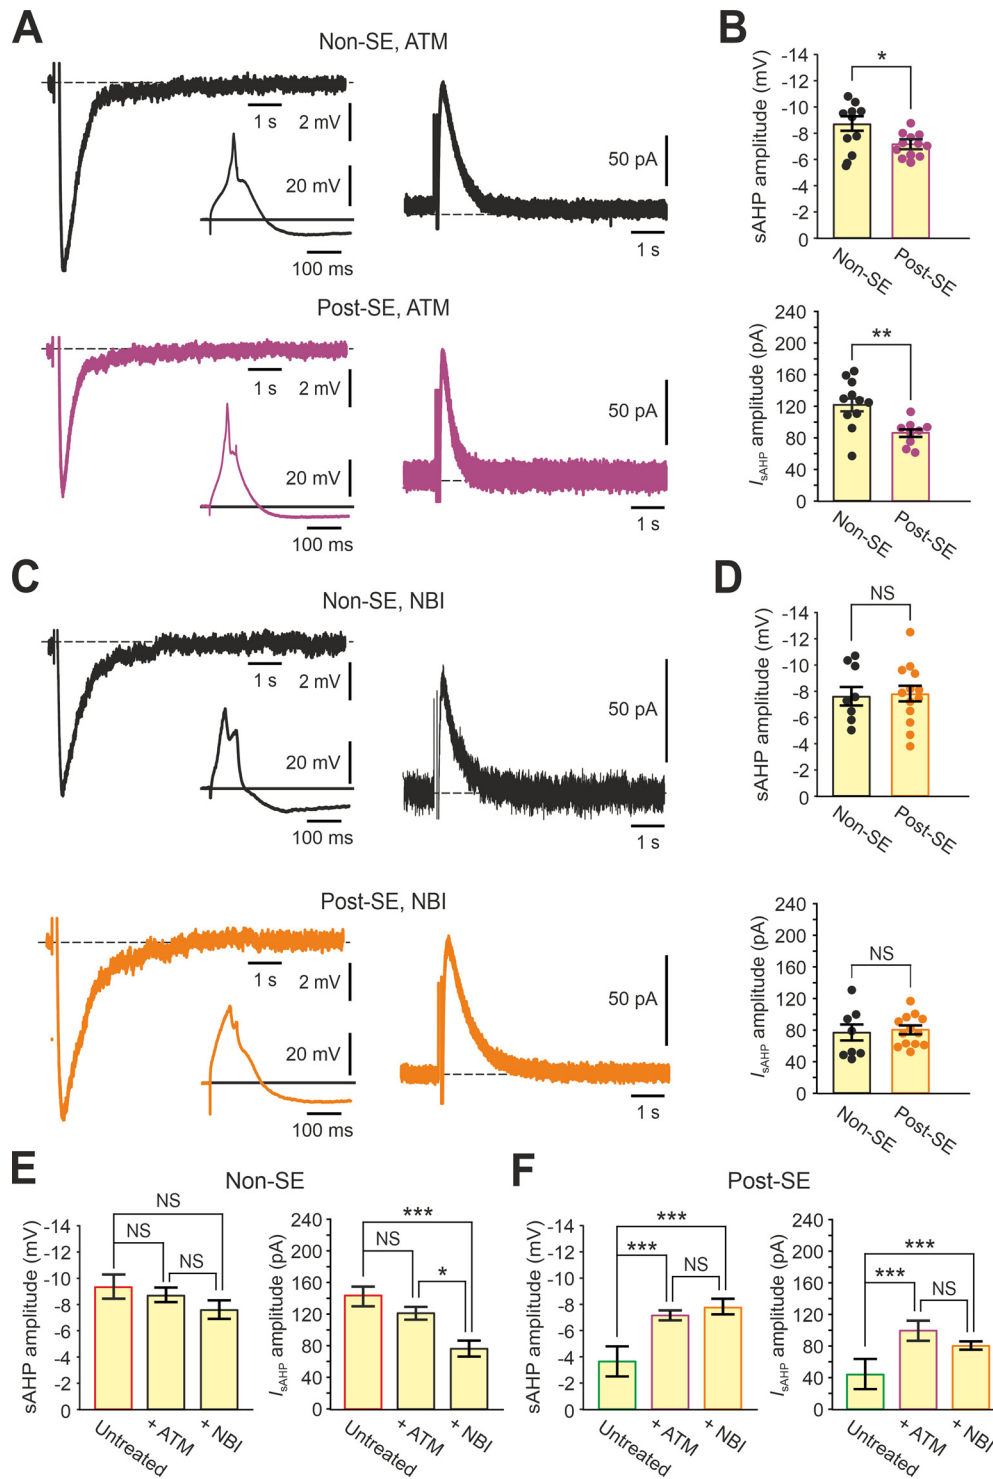 A
Non-SE, ATM
1 s
2 mV
20 mV
100 ms
50 pA
1 s
Post-SE, ATM
1 s
2 mV
20 mV
100 ms
50 pA
1 s
B
sAHP amplitude (mV)
-14
-12
-10
-8
-6
-4
-2
0
*
Non-SE
Post-SE
IsAHP amplitude (pA)
240
200
160
120
80
40
0
**
Non-SE
Post-SE
C
Non-SE, NBI
1 s
2 mV
20 mV
100 ms
50 pA
1 s
Post-SE, NBI
1 s
2 mV
20 mV
100 ms
50 pA
1 s
D
sAHP amplitude (mV)
-14
-12
-10
-8
-6
-4
-2
0
NS
Non-SE
Post-SE
IsAHP amplitude (pA)
240
200
160
120
80
40
0
NS
Non-SE
Post-SE
E
Non-SE
sAHP amplitude (mV)
-14
-12
-10
-8
-6
-4
-2
0
NS
NS
NS
Untreated
+ ATM
+ NBI
IsAHP amplitude (pA)
240
200
160
120
80
40
0
***
NS
*
Untreated
+ ATM
+ NBI
F
Post-SE
sAHP amplitude (mV)
-14
-12
-10
-8
-6
-4
-2
0
***
***
NS
Untreated
+ ATM
+ NBI
IsAHP amplitude (pA)
240
200
160
120
80
40
0
***
***
NS
Untreated
+ ATM
+ NBI